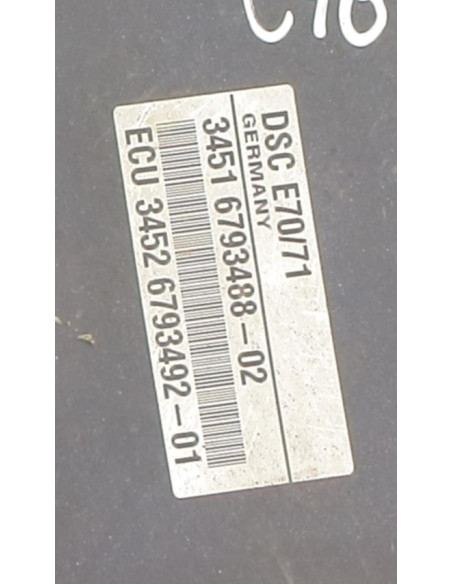 DSC E70/71
GERMANY
3451 6793488-02
ECU 3452 6793492-01